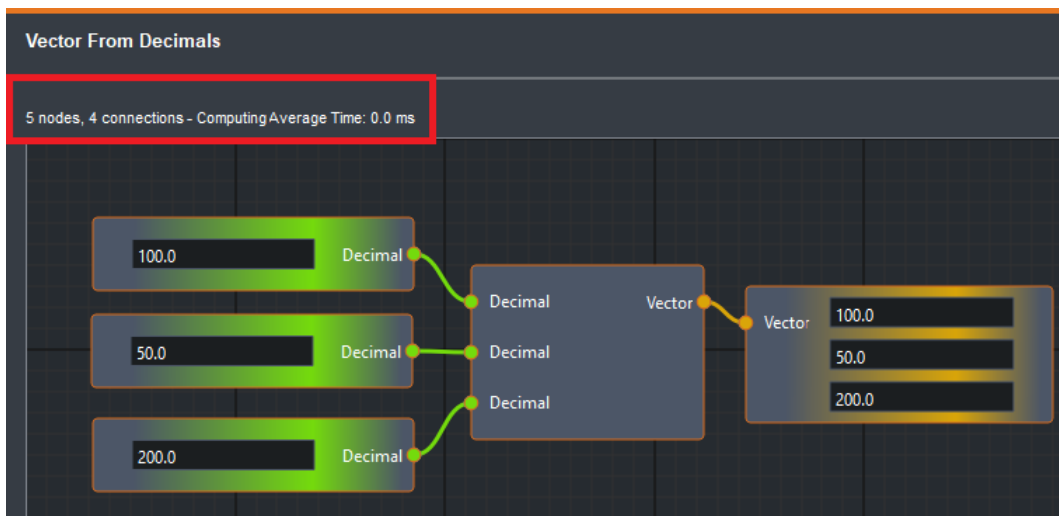 Vector From Decimals
5 nodes, 4 connections - Computing Average Time: 0.0 ms
100.0 Decimal
50.0 Decimal
200.0 Decimal
Decimal Vector
Decimal
Decimal
Vector 100.0
50.0
200.0